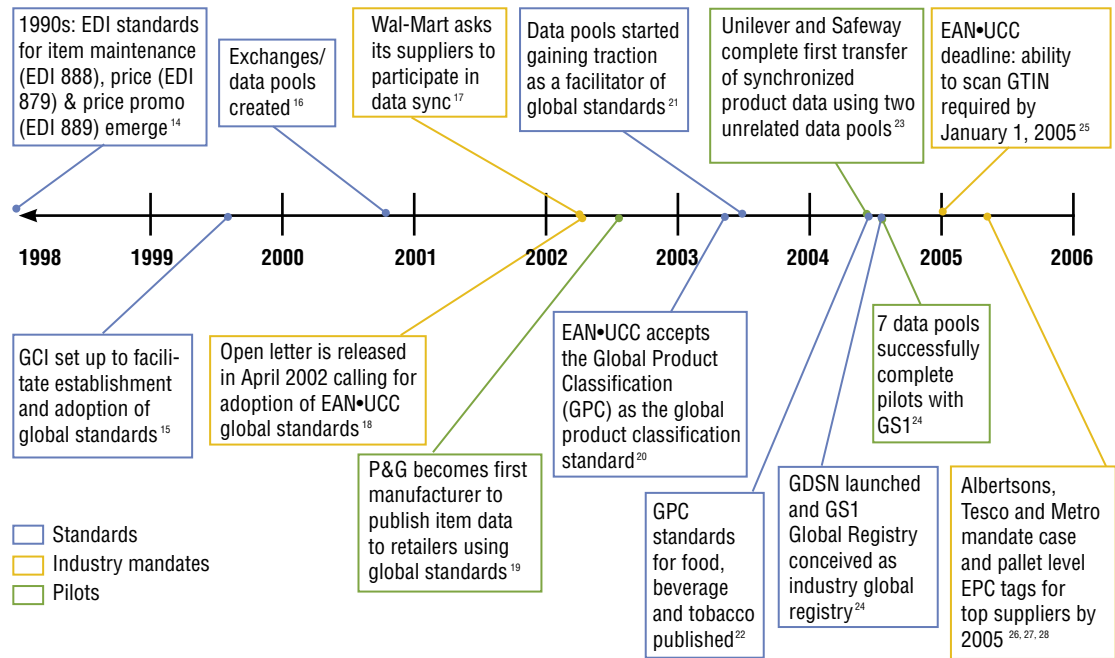 1990s: EDI standards
for item maintenance
(EDI 888), price (EDI
879) & price promo
(EDI 889) emerge 14
Exchanges/
data pools
created 16
Wal-Mart asks
its suppliers to
participate in
data sync 17
Data pools started
gaining traction
as a facilitator of
global standards 21
Unilever and Safeway
complete first transfer
of synchronized
product data using two
unrelated data pools 23
EAN•UCC
deadline: ability
to scan GTIN
required by
January 1, 2005 25
1998 1999 2000 2001 2002 2003 2004 2005 2006
GCI set up to facili-
tate establishment
and adoption of
global standards 15
Open letter is released
in April 2002 calling for
adoption of EAN•UCC
global standards 18
P&G becomes first
manufacturer to
publish item data
to retailers using
global standards 19
EAN•UCC accepts
the Global Product
Classification
(GPC) as the global
product classification
standard 20
GPC
standards
for food,
beverage
and tobacco
published 22
GDSN launched
and GS1
Global Registry
conceived as
industry global
registry 24
7 data pools
successfully
complete
pilots with
GS1 24
Albertsons,
Tesco and Metro
mandate case
and pallet level
EPC tags for
top suppliers by
2005 26, 27, 28
Standards
Industry mandates
Pilots